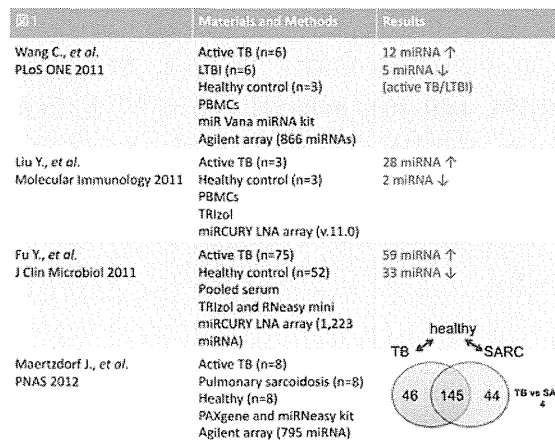 図 1 Materials and Methods Results
Wang C., et al. Active TB (n=6) 12 miRNA ↑
PLoS ONE 2011 LTBI (n=6) 5 miRNA ↓
Healthy control (n=3) (active TB/LTBI)
PBMCs
miR Vana miRNA kit
Agilent array (866 miRNAs)
Liu Y., et al. Active TB (n=3) 28 miRNA ↑
Molecular Immunology 2011 Healthy control (n=3) 2 miRNA ↓
PBMCs
TRIzol
miRCURY LNA array (v.11.0)
Fu Y., et al. Active TB (n=75) 59 miRNA ↑
J Clin Microbiol 2011 Healthy control (n=52) 33 miRNA ↓
Pooled serum
TRIzol and RNeasy mini
miRCURY LNA array (1,223
miRNA)
healthy
TB SARC
Maertzdorf J., et al. Active TB (n=8)
PNAS 2012 Pulmonary sarcoidosis (n=8)
Healthy (n=8)
PAXgene and miRNeasy kit
Agilent array (795 miRNA)
46 145 44 TB vs SA
4